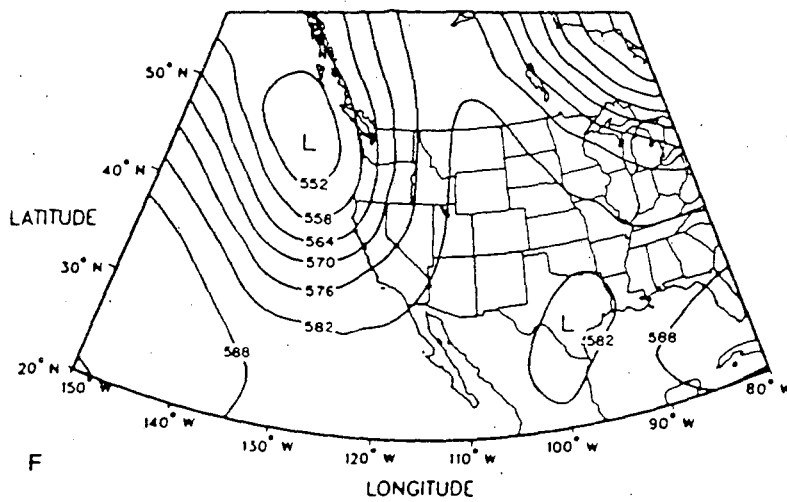 50° N
L
40° N
552
LATITUDE
558
564
30° N
570
576
582
L
582
588
588
20° N
150° W
80° W
140° W
90° W
130° W
100° W
120° W
110° W
F
LONGITUDE